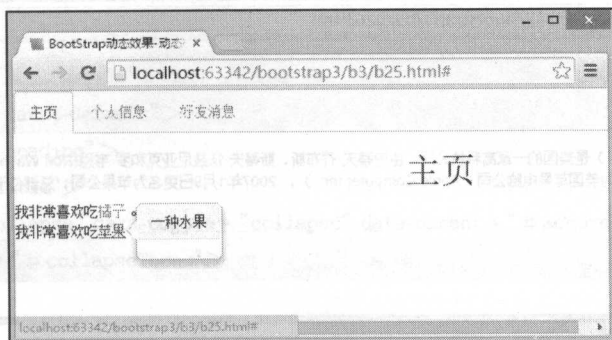 BootStrap动态效果-动态 ×
localhost:63342/bootstrap3/b3/b25.html#
主页 个人信息 好友消息
主页
我非常喜欢吃橘子。
我非常喜欢吃苹果
一种水果
localhost:63342/bootstrap3/b3/b25.html#